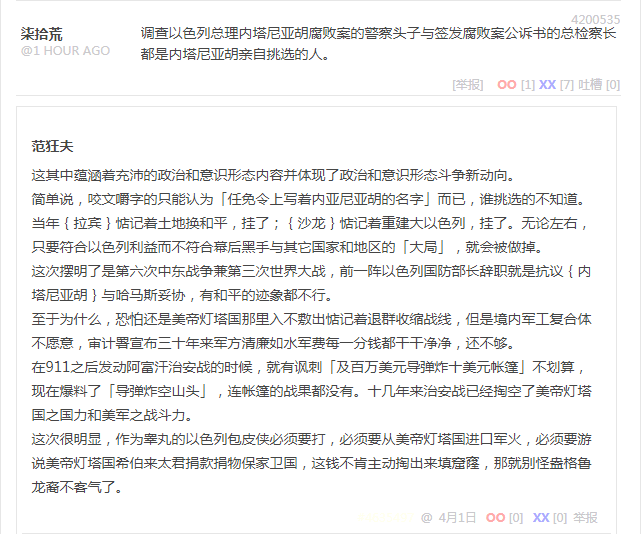 4200535
柒拾荒
@1 HOUR AGO
调查以色列总理内塔尼亚胡腐败案的警察头子与签发腐败案公诉书的总检察长
都是内塔尼亚胡亲自挑选的人。
[举报] OO [1] XX [7] 吐槽 [0]
范狂夫
这其中蕴涵着充沛的政治和意识形态内容并体现了政治和意识形态斗争新动向。
简单说，咬文嚼字的只能认为「任免令上写着内亚尼亚胡的名字」而已，谁挑选的不知道。
当年｛拉宾｝惦记着土地换和平，挂了；｛沙龙｝惦记着重建大以色列，挂了。无论左右，
只要符合以色列利益而不符合幕后黑手与其它国家和地区的「大局」，就会被做掉。
这次摆明了是第六次中东战争兼第三次世界大战，前一阵以色列国防部长辞职就是抗议｛内
塔尼亚胡｝与哈马斯妥协，有和平的迹象都不行。
至于为什么，恐怕还是美帝灯塔国那里入不敷出惦记着退群收缩战线，但是境内军工复合体
不愿意，审计署宣布三十年来军方清廉如水军费每一分钱都干干净净，还不够。
在911之后发动阿富汗治安战的时候，就有讽刺「及百万美元导弹炸十美元帐篷」不划算，
现在爆料了「导弹炸空山头」，连帐篷的战果都没有。十几年来治安战已经掏空了美帝灯塔
国之国力和美军之战斗力。
这次很明显，作为睾丸的以色列包皮侠必须要打，必须要从美帝灯塔国进口军火，必须要游
说美帝灯塔国希伯来太君捐款捐物保家卫国，这钱不肯主动掏出来填窟窿，那就别怪盎格鲁
龙裔不客气了。
@ 4月1日 OO [0] XX [0] 举报